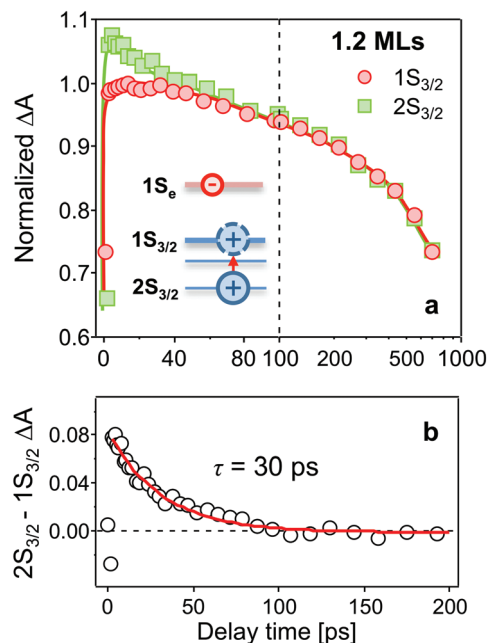 1.2 MLs
1S3/2
2S3/2
Normalized ΔA
1.1
1.0
0.9
0.8
0.7
0.6
1Se
−
1S3/2
+
2S3/2
+
a
0 40 80 100 400 700 1000
2S3/2 - 1S3/2 ΔA
0.08
0.04
0.00
b
τ = 30 ps
0 50 100 150 200
Delay time [ps]